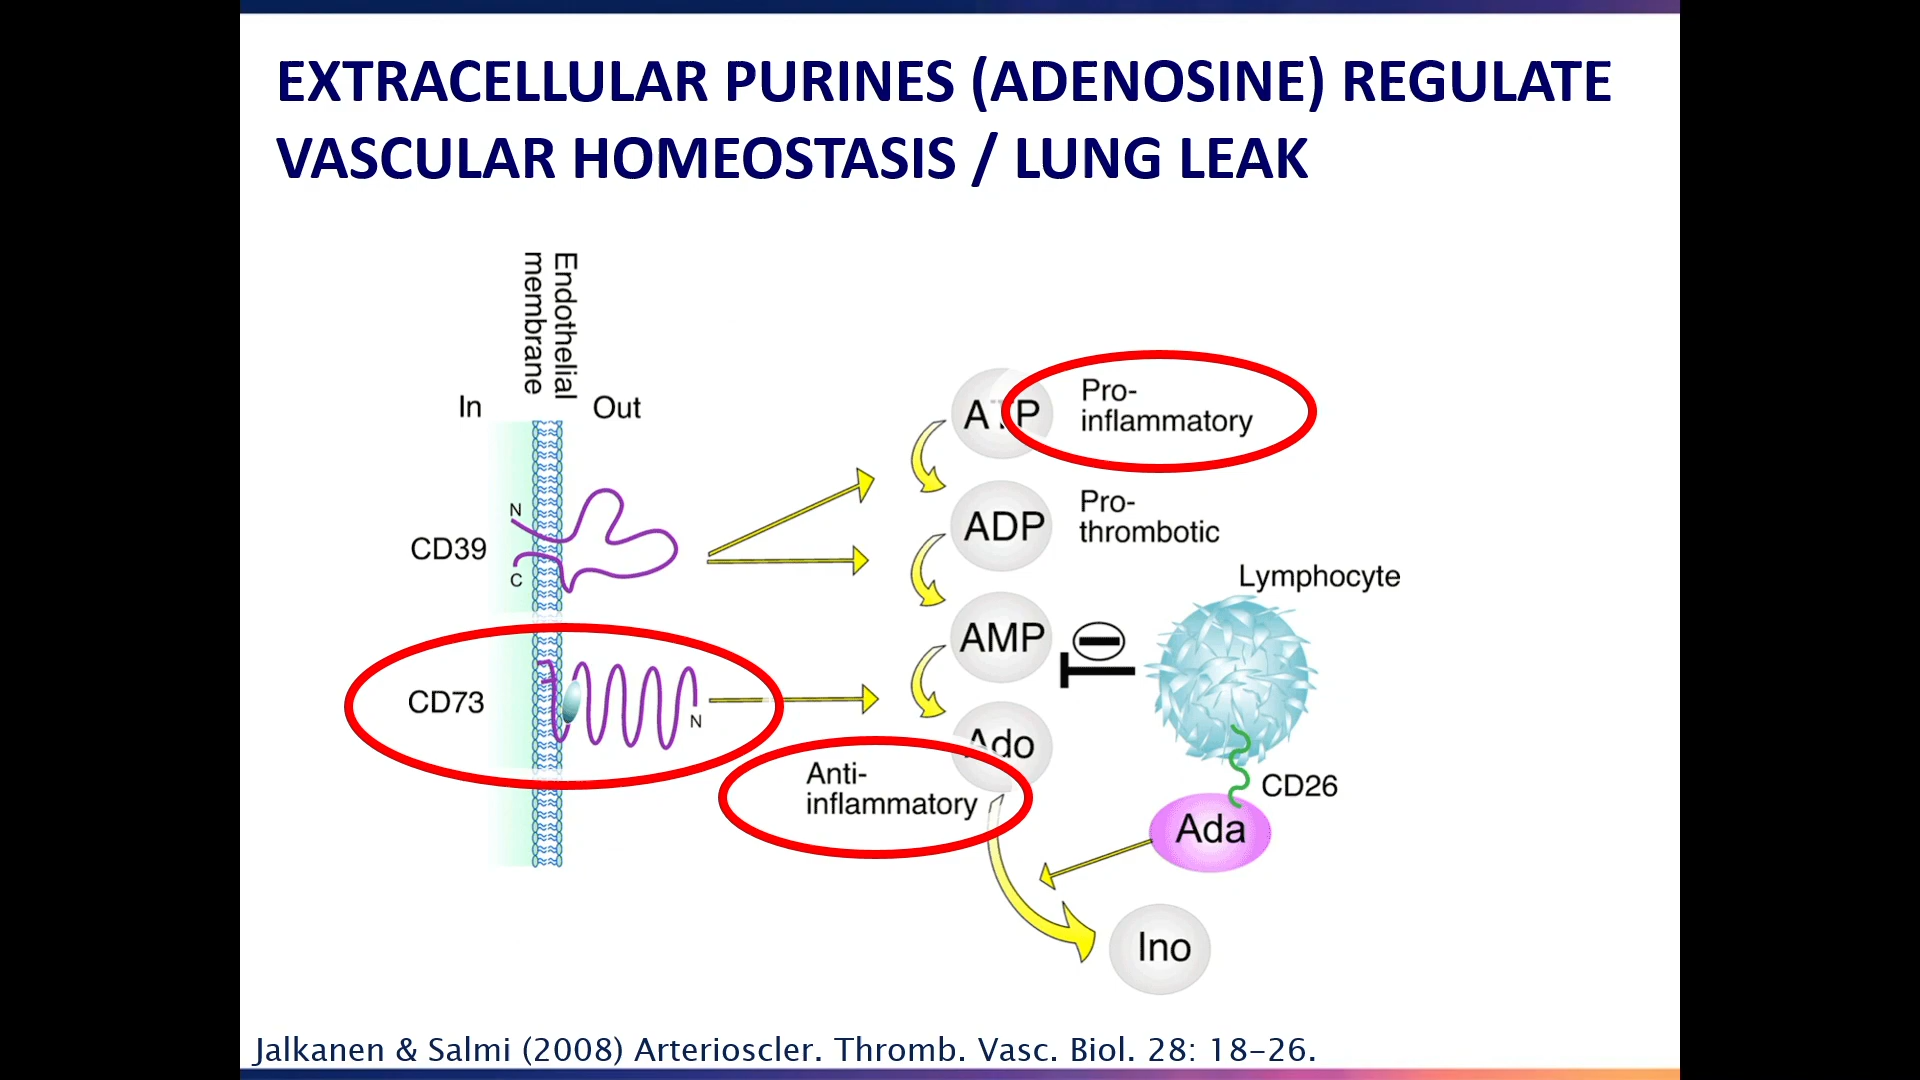 EXTRACELLULAR PURINES (ADENOSINE) REGULATE
VASCULAR HOMEOSTASIS / LUNG LEAK
Endothelial
membrane
In
Out
ATP
Pro-
inflammatory
N
CD39
C
ADP
Pro-
thrombotic
Lymphocyte
AMP
CD73
N
Ado
Anti-
inflammatory
CD26
Ada
Ino
Jalkanen & Salmi (2008) Arterioscler. Thromb. Vasc. Biol. 28: 18-26.